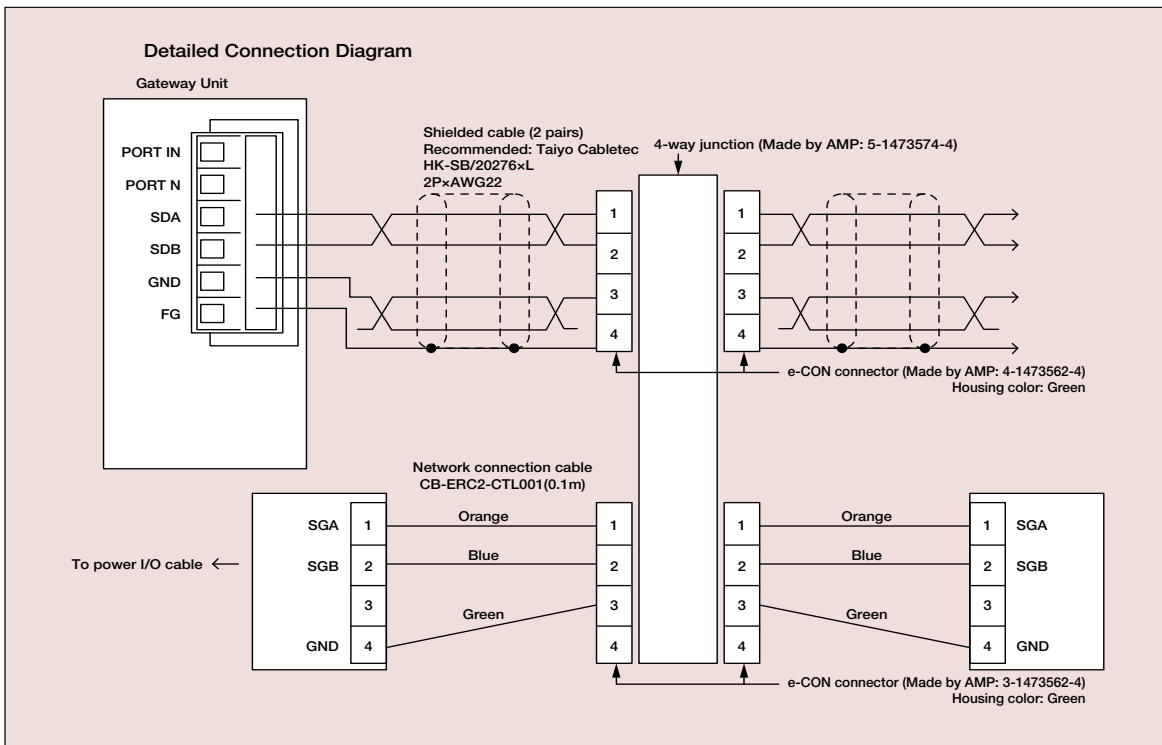 Detailed Connection Diagram
Gateway Unit
PORT IN
PORT N
SDA
SDB
GND
FG
Shielded cable (2 pairs)
Recommended: Taiyo Cabletec
HK-SB/20276×L
2P×AWG22
4-way junction (Made by AMP: 5-1473574-4)
1
2
3
4
1
2
3
4
e-CON connector (Made by AMP: 4-1473562-4)
Housing color: Green
Network connection cable
CB-ERC2-CTL001(0.1m)
To power I/O cable
SGA
SGB
GND
1
2
3
4
Orange
Blue
Green
1
2
3
4
1
2
3
4
Orange
Blue
Green
1
2
3
4
SGA
SGB
GND
e-CON connector (Made by AMP: 3-1473562-4)
Housing color: Green